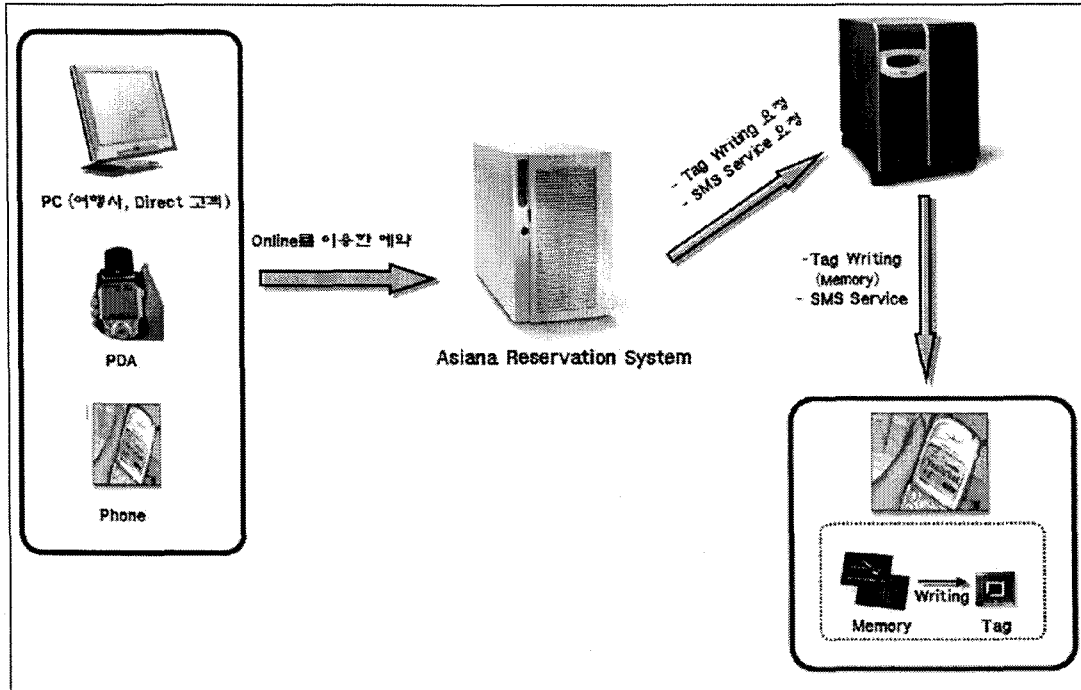 PC (여행사, Direct 고객)
PDA
Phone
Online을 이용한 예약
Asiana Reservation System
- Tag Writing 요청
- SMS Service 요청
-Tag Writing
(Memory)
- SMS Service
Writing
Memory
Tag